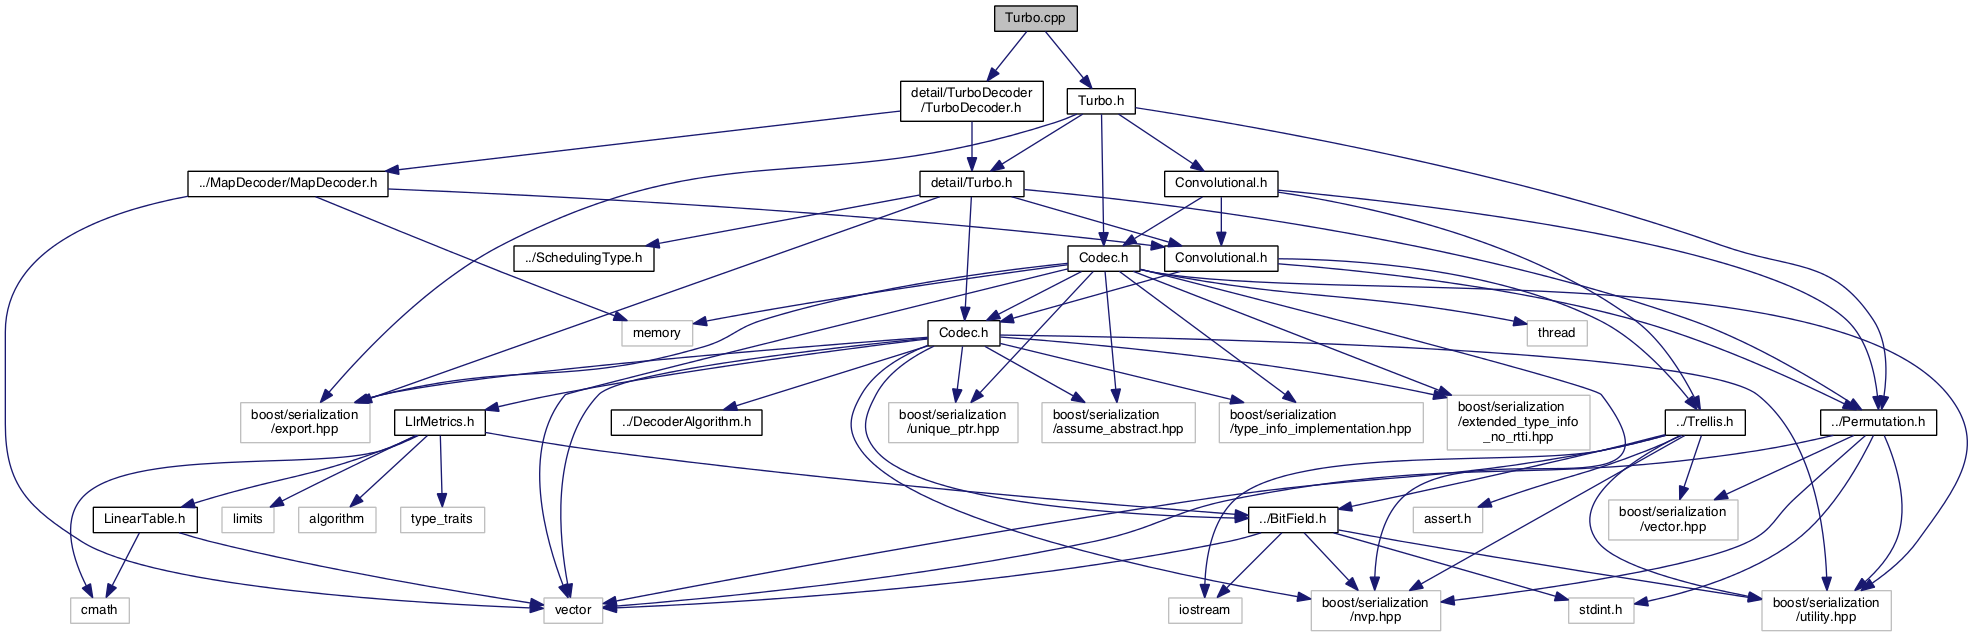 Turbo.cpp
detail/TurboDecoder
/TurboDecoder.h
Turbo.h
../MapDecoder/MapDecoder.h
detail/Turbo.h
Convolutional.h
../SchedulingType.h
Codec.h
Convolutional.h
memory
Codec.h
thread
boost/serialization
/export.hpp
LlrMetrics.h
../DecoderAlgorithm.h
boost/serialization
/unique_ptr.hpp
boost/serialization
/assume_abstract.hpp
boost/serialization
/type_info_implementation.hpp
boost/serialization
/extended_type_info
_no_rtti.hpp
../Trellis.h
../Permutation.h
LinearTable.h
limits
algorithm
type_traits
../BitField.h
assert.h
boost/serialization
/vector.hpp
cmath
vector
iostream
boost/serialization
/nvp.hpp
stdint.h
boost/serialization
/utility.hpp